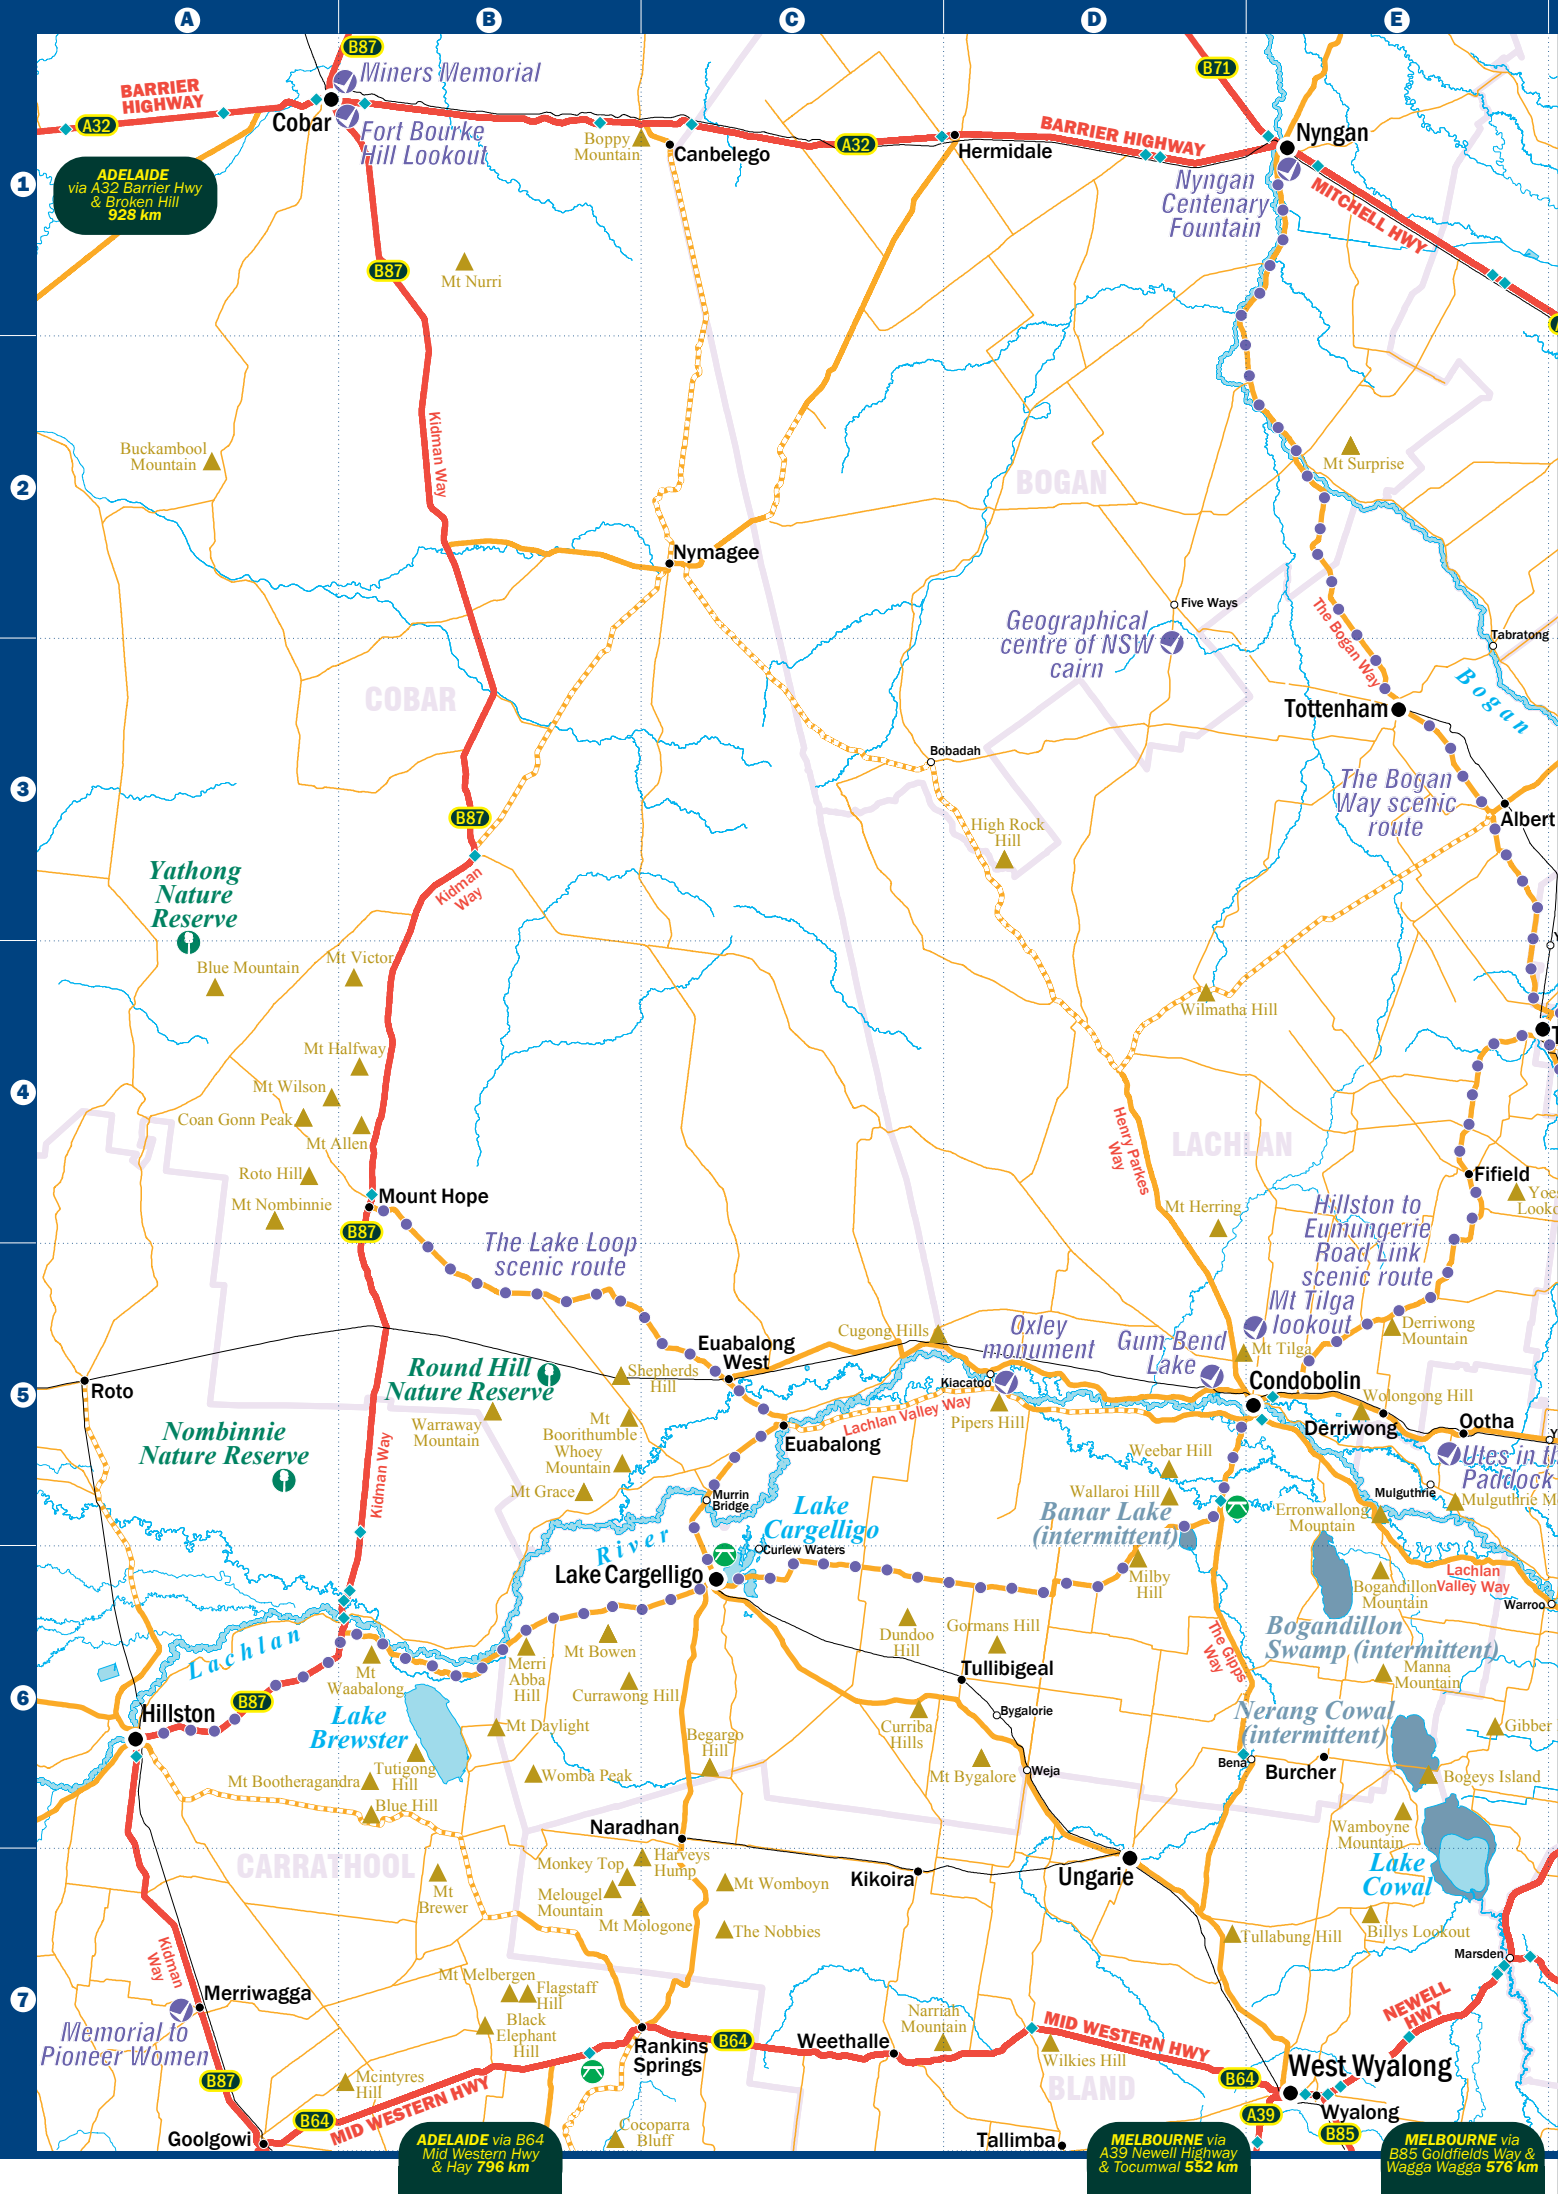 A
B
C
D
E
B87
Miners Memorial
B71
BARRIER
HIGHWAY
A32
Cobar
Fort Bourke
Hill Lookout
Boppy
Mountain
Canbelego
A32
Hermidale
BARRIER HIGHWAY
Nyngan
1
ADELAIDE
via A32 Barrier Hwy
& Broken Hill
928 km
Nyngan
Centenary
Fountain
MITCHELL HWY
B87
Mt Nurri
Kidman Way
Buckambool
Mountain
Mt Surprise
2
BOGAN
Nymagee
Five Ways
Geographical
centre of NSW
cairn
The Bogan Way
Tabratong
Bogan
COBAR
Tottenham
Bobadah
3
The Bogan
Way scenic
route
B87
High Rock
Hill
Albert
Kidman
Way
Yathong
Nature
Reserve
Blue Mountain
Mt Victor
Wilmatha Hill
Mt Halfway
4
Mt Wilson
Coan Gonn Peak
Mt Allen
Henry Parkes
Way
LACHLAN
Roto Hill
Mount Hope
Fifield
Mt Nombinnie
Mt Herring
B87
Hillston to
Eumungerie
Road Link
scenic route
The Lake Loop
scenic route
Mt Tilga
lookout
Cugong Hills
Oxley
monument
Gum Bend
Lake
Derriwong
Mountain
Euabalong
West
Mt Tilga
5
Roto
Round Hill
Nature Reserve
Shepherds
Hill
Kiacatoo
Condobolin
Wolongong Hill
Warraway
Mountain
Mt
Boorithumble
Lachlan Valley Way
Pipers Hill
Derriwong
Ootha
Nombinnie
Nature Reserve
Whoey
Mountain
Euabalong
Weebar Hill
Utes in th
Paddock
Kidman Way
Mt Grace
Murrin
Bridge
Wallaroi Hill
Mulguthrie
Mulguthrie M
Lake
Cargelligo
Banar Lake
(intermittent)
Erronwallong
Mountain
River
Curlew Waters
Lake Cargelligo
Milby
Hill
Bogandillon
Mountain
Lachlan
Valley Way
Warroo
Lachlan
Dundoo
Hill
Gormans Hill
The Gipps
Way
Bogandillon
Swamp (intermittent)
Mt
Waabalong
Merri
Abba
Hill
Mt Bowen
Tullibigeal
Manna
Mountain
6
Hillston
B87
Currawong Hill
Bygalorie
Lake
Brewster
Mt Daylight
Begargo
Hill
Curriba
Hills
Nerang Cowal
(intermittent)
Gibber
Tutigong
Hill
Mt Bootheragandra
Womba Peak
Mt Bygalore
Weja
Bena
Burcher
Bogeys Island
Blue Hill
Naradhan
Wamboyne
Mountain
CARRATHOOL
Monkey Top
Harveys
Hump
Kikoira
Ungarie
Lake
Cowal
Mt
Brewer
Melougel
Mountain
Mt Womboyn
Mt Mologone
The Nobbies
Tullabung Hill
Billys Lookout
Kidman
Way
Marsden
7
Mt Melbergen
Flagstaff
Hill
Merriwagga
Black
Elephant
Hill
Narriah
Mountain
NEWELL
HWY
Memorial to
Pioneer Women
Rankins
Springs
B64
Weethalle
MID WESTERN HWY
Wilkies Hill
West Wyalong
B87
Mcintyres
Hill
BLAND
B64
B64
MID WESTERN HWY
Wyalong
A39
Goolgowi
Cocoparra
Bluff
Tallimba
B85
ADELAIDE via B64
Mid Western Hwy
& Hay 796 km
MELBOURNE via
A39 Newell Highway
& Tocumwal 552 km
MELBOURNE via
B85 Goldfields Way &
Wagga Wagga 576 km